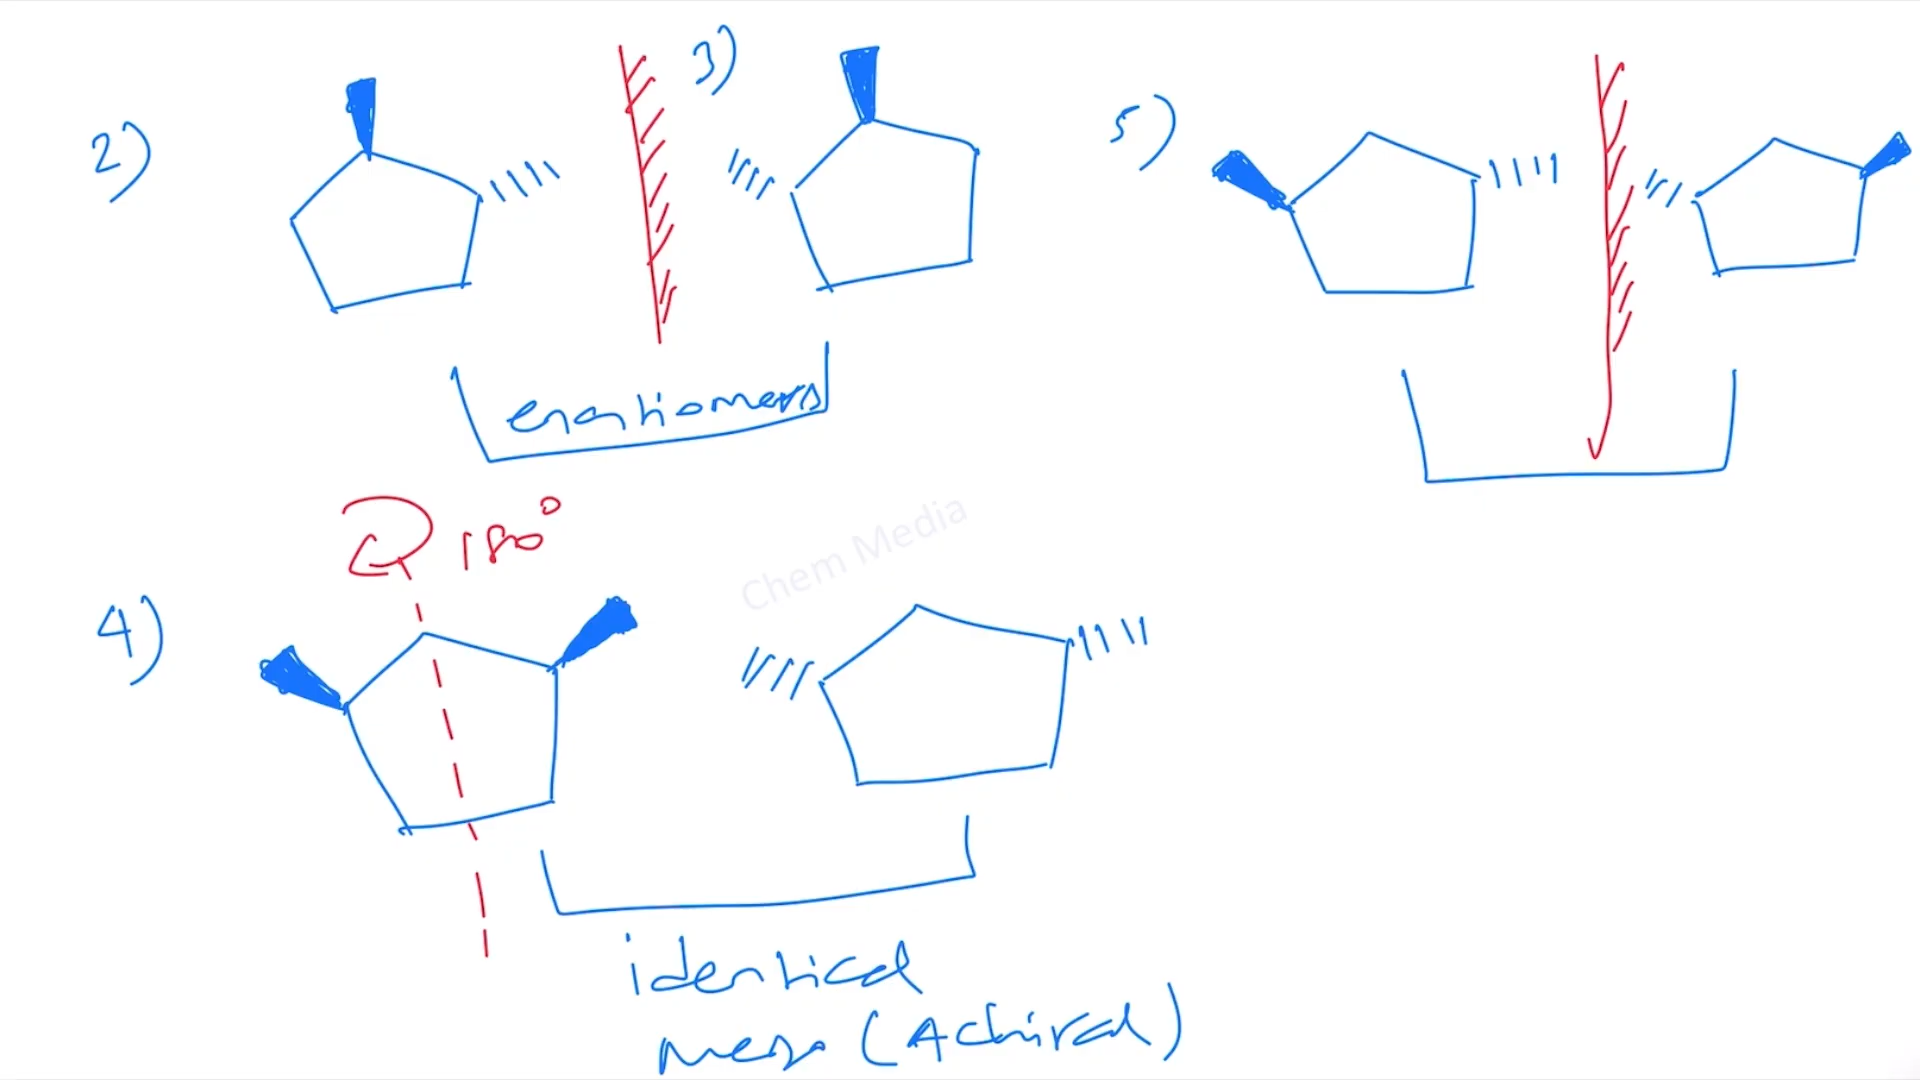 2)
3)
5)
enantiomers
180°
Chem Media
4)
identical
meso (Achiral)